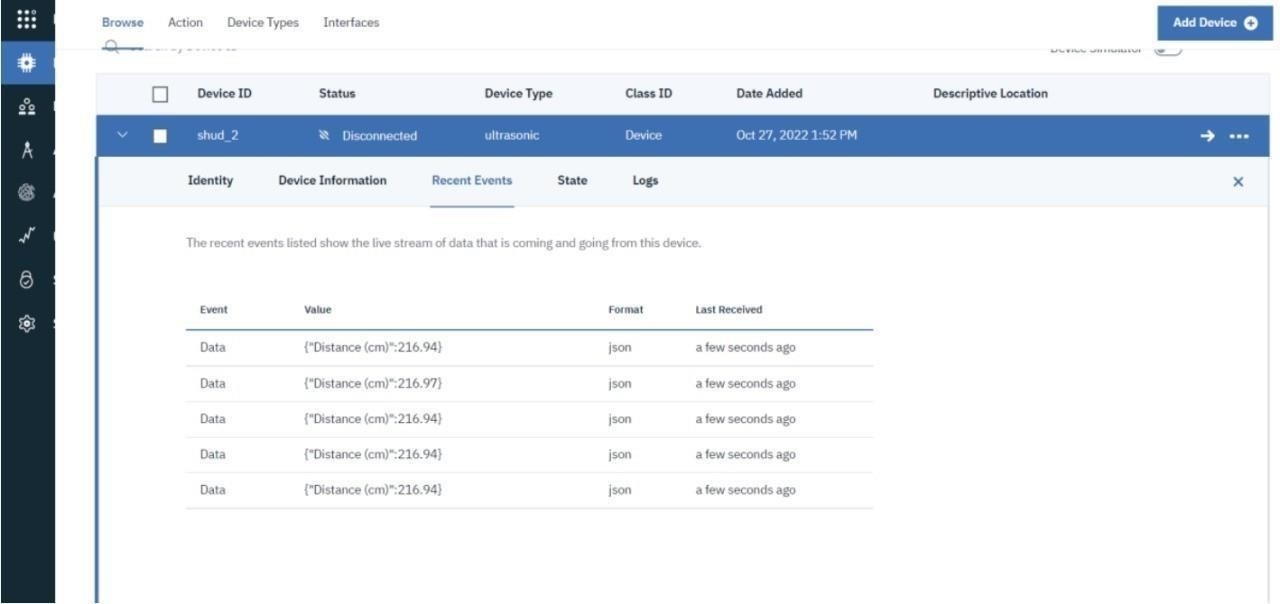 Browse Action Device Types Interfaces
Add Device
Device Simulator
Device ID Status Device Type Class ID Date Added Descriptive Location
shud_2 Disconnected ultrasonic Device Oct 27, 2022 1:52 PM
Identity Device Information Recent Events State Logs
The recent events listed show the live stream of data that is coming and going from this device.
Event Value Format Last Received
Data {"Distance (cm)":216.94} json a few seconds ago
Data {"Distance (cm)":216.97} json a few seconds ago
Data {"Distance (cm)":216.94} json a few seconds ago
Data {"Distance (cm)":216.94} json a few seconds ago
Data {"Distance (cm)":216.94} json a few seconds ago